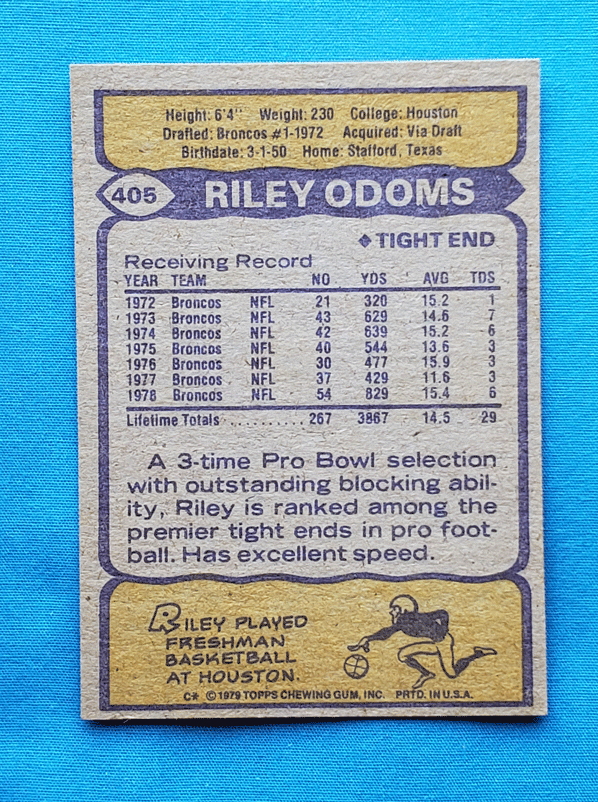 Height: 6'4" Weight: 230 College: Houston
Drafted: Broncos #1-1972 Acquired: Via Draft
Birthdate: 3-1-50 Home: Stafford, Texas
405 RILEY ODOMS
◆ TIGHT END
Receiving Record
YEAR TEAM NO YDS AVG TDS
1972 Broncos NFL 21 320 15.2 1
1973 Broncos NFL 43 629 14.6 7
1974 Broncos NFL 42 639 15.2 6
1975 Broncos NFL 40 544 13.6 3
1976 Broncos NFL 30 477 15.9 3
1977 Broncos NFL 37 429 11.6 3
1978 Broncos NFL 54 829 15.4 6
Lifetime Totals ........... 267 3867 14.5 29
A 3-time Pro Bowl selection
with outstanding blocking abil-
ity, Riley is ranked among the
premier tight ends in pro foot-
ball. Has excellent speed.
RILEY PLAYED
FRESHMAN
BASKETBALL
AT HOUSTON.
C* © 1979 TOPPS CHEWING GUM, INC. PRTD. IN U.S.A.